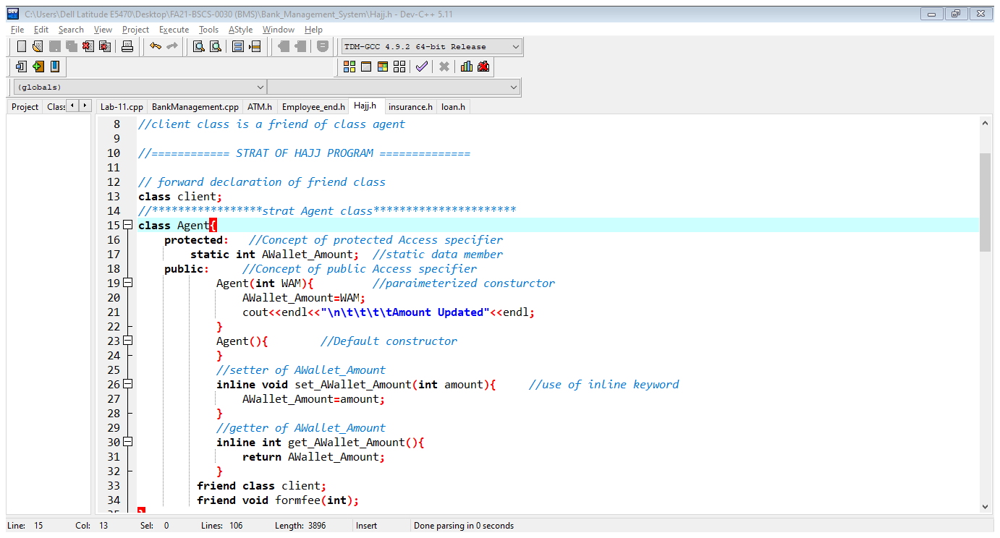 C:\Users\Dell Latitude E5470\Desktop\FA21-BSCS-0030 (BMS)\Bank_Management_System\Hajj.h - Dev-C++ 5.11
File Edit Search View Project Execute Tools AStyle Window Help
TDM-GCC 4.9.2 64-bit Release
(globals)
Project Class Lab-11.cpp BankManagement.cpp ATM.h Employee_end.h Hajj.h insurance.h loan.h
8 //client class is a friend of class agent
9
10 //============ STRAT OF HAJJ PROGRAM ==============
11
12 // forward declaration of friend class
13 class client;
14 //*****************strat Agent class**********************
15 class Agent{
16 protected: //Concept of protected Access specifier
17 static int AWallet_Amount; //static data member
18 public: //Concept of public Access specifier
19 Agent(int WAM){ //paraimeterized consturctor
20 AWallet_Amount=WAM;
21 cout<<endl<<"\n\t\t\t\tAmount Updated"<<endl;
22 }
23 Agent(){ //Default constructor
24 }
25 //setter of AWallet_Amount
26 inline void set_AWallet_Amount(int amount){ //use of inline keyword
27 AWallet_Amount=amount;
28 }
29 //getter of AWallet_Amount
30 inline int get_AWallet_Amount(){
31 return AWallet_Amount;
32 }
33 friend class client;
34 friend void formfee(int);
Line: 15 Col: 13 Sel: 0 Lines: 106 Length: 3896 Insert Done parsing in 0 seconds